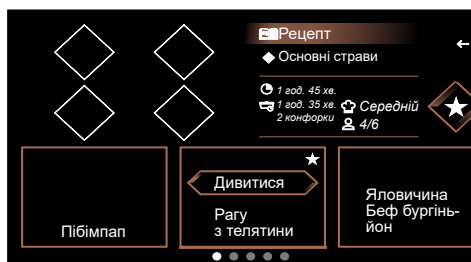 Рецепт
Основні страви
1 год. 45 хв.
1 год. 35 хв.
2 конфорки
Середній
4/6
Дивитися
Пібімпап
Рагу
з телятини
Яловичина
Беф бургінь-
йон